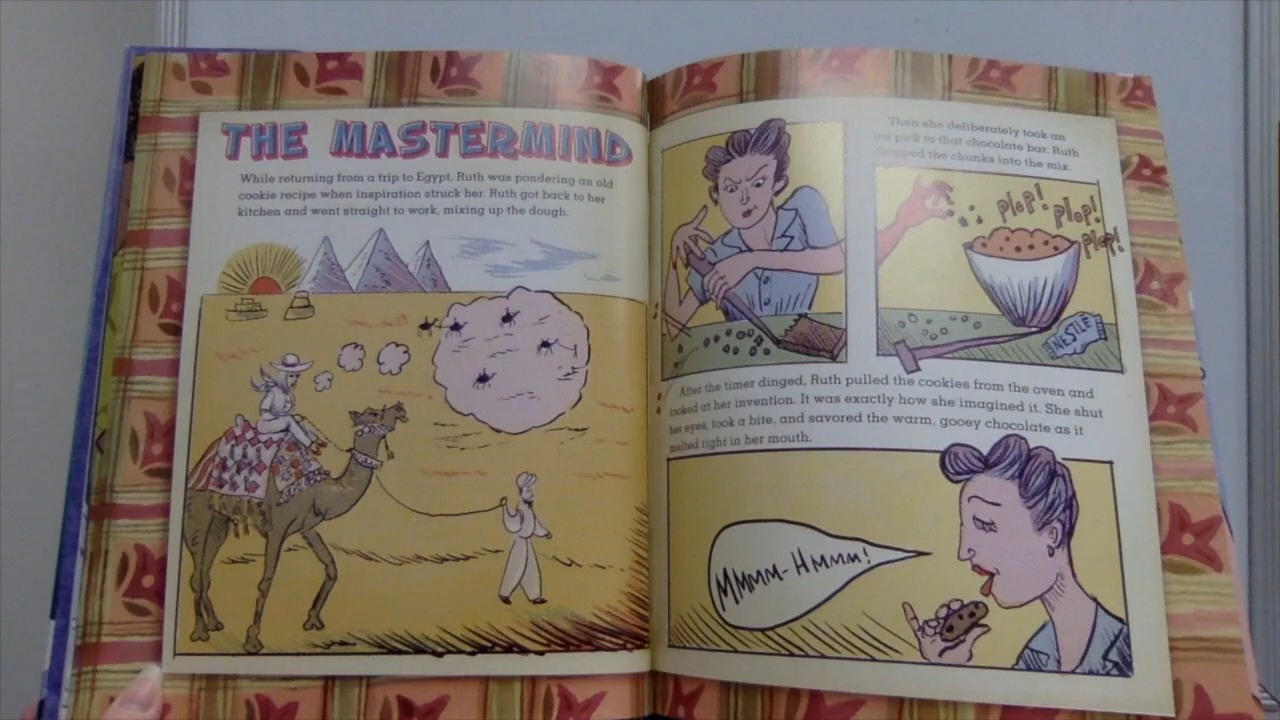 THE MASTERMIND
While returning from a trip to Egypt, Ruth was pondering an old
cookie recipe when inspiration struck her. Ruth got back to her
kitchen and went straight to work, mixing up the dough.
Then she deliberately took an
ice pick to that chocolate bar. Ruth
dropped the chunks into the mix.
plop!
plop!
plop!
NESTLÉ
After the timer dinged, Ruth pulled the cookies from the oven and
looked at her invention. It was exactly how she imagined it. She shut
her eyes, took a bite, and savored the warm, gooey chocolate as it
melted right in her mouth.
MMMM-HMMM!